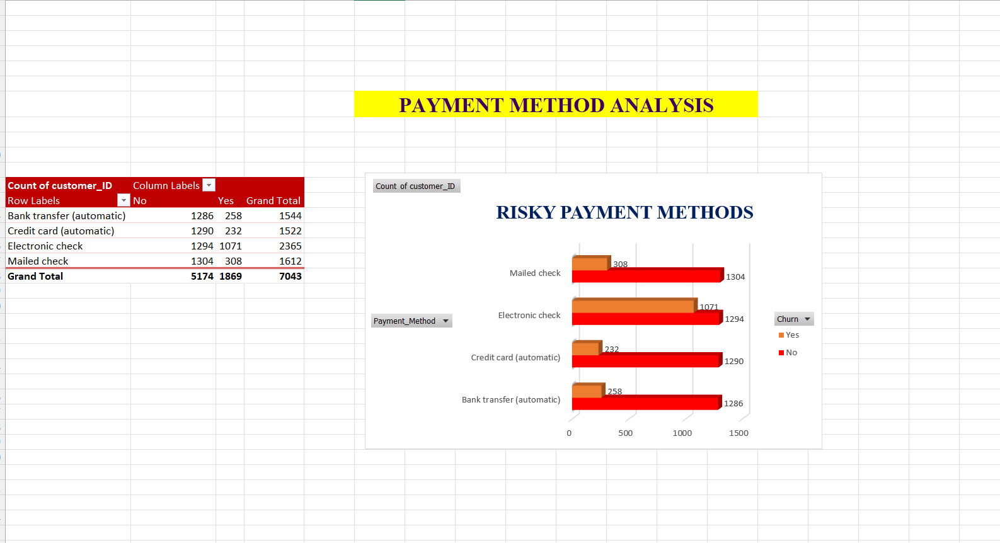 PAYMENT METHOD ANALYSIS
Count of customer_ID Column Labels
Row Labels No Yes Grand Total
Bank transfer (automatic) 1286 258 1544
Credit card (automatic) 1290 232 1522
Electronic check 1294 1071 2365
Mailed check 1304 308 1612
Grand Total 5174 1869 7043
Count of customer_ID
RISKY PAYMENT METHODS
Mailed check 308 1304
Electronic check 1071 1294
Credit card (automatic) 232 1290
Bank transfer (automatic) 258 1286
0 500 1000 1500
Payment_Method
Churn
Yes
No